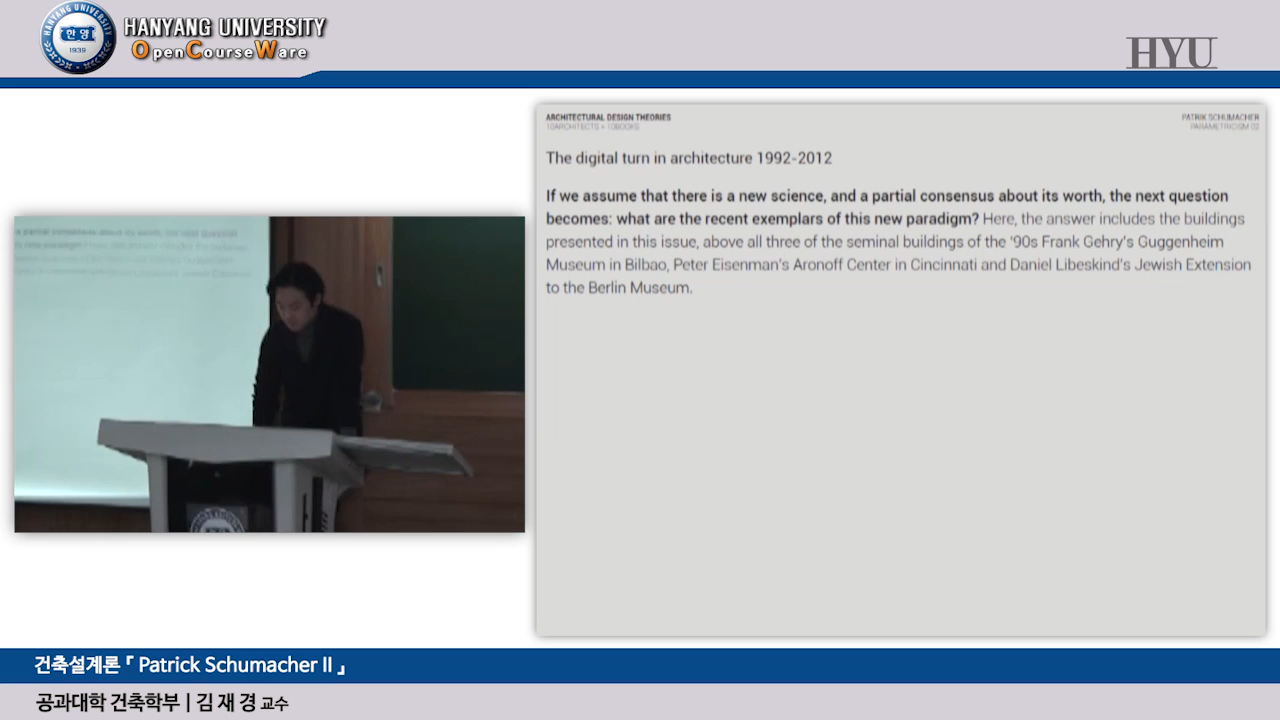 HANYANG UNIVERSITY
OpenCourseWare
HANYANG UNIVERSITY
한양
1939
HYU
ARCHITECTURAL DESIGN THEORIES
10ARCHITECTS + 10BOOKS
PATRIK SCHUMACHER
PARAMETRICISM 02
The digital turn in architecture 1992-2012
If we assume that there is a new science, and a partial consensus about its worth, the next question
becomes: what are the recent exemplars of this new paradigm? Here, the answer includes the buildings
presented in this issue, above all three of the seminal buildings of the '90s Frank Gehry's Guggenheim
Museum in Bilbao, Peter Eisenman's Aronoff Center in Cincinnati and Daniel Libeskind's Jewish Extension
to the Berlin Museum.
건축설계론 「 Patrick Schumacher II 」
공과대학 건축학부 | 김 재 경 교수